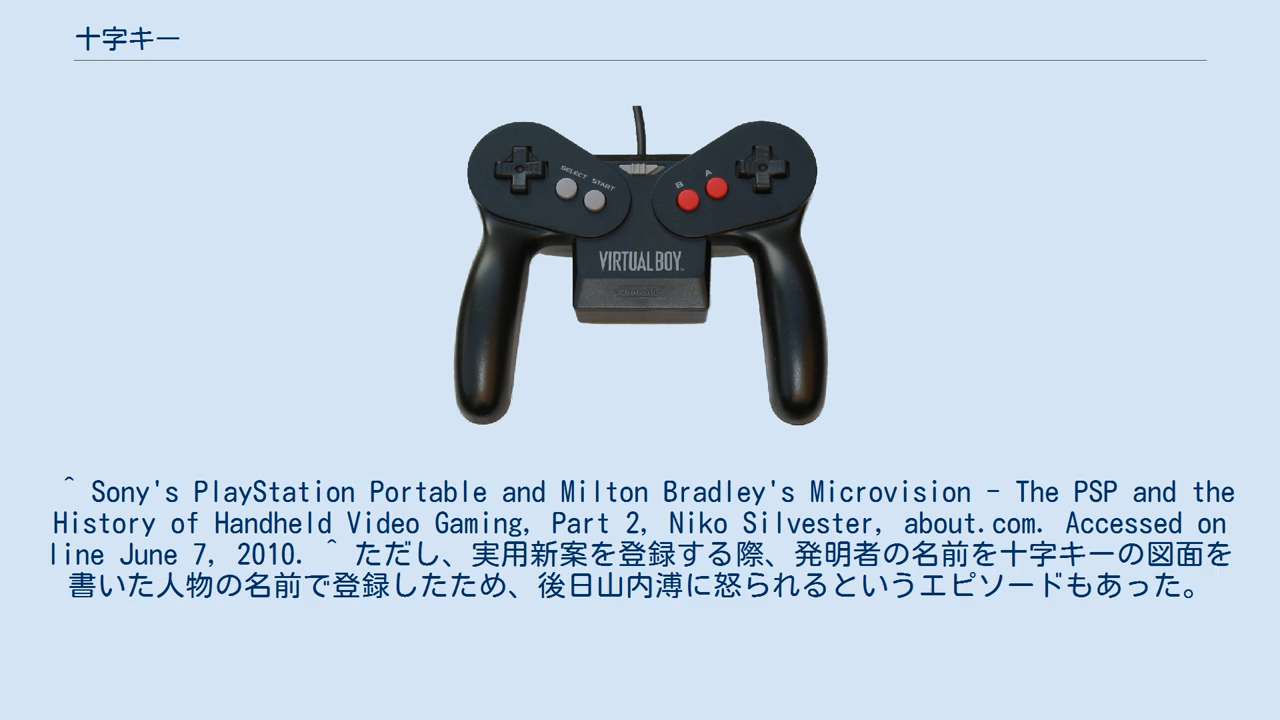 十字キー
SELECT START
B A
VIRTUAL BOY
Nintendo
^ Sony's PlayStation Portable and Milton Bradley's Microvision - The PSP and the
History of Handheld Video Gaming, Part 2, Niko Silvester, about.com. Accessed on
line June 7, 2010. ^ ただし、実用新案を登録する際、発明者の名前を十字キーの図面を
書いた人物の名前で登録したため、後日山内溥に怒られるというエピソードもあった。